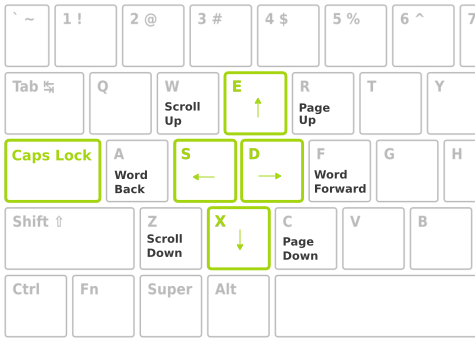 ` ~ 1 ! 2 @ 3 # 4 $ 5 % 6 ^ 7
Tab ↹ Q W E R T Y
Scroll Up ↑ Page Up
Caps Lock A S D F G H
Word Back ← → Word Forward
Shift ⇧ Z X C V B
Scroll Down ↓ Page Down
Ctrl Fn Super Alt